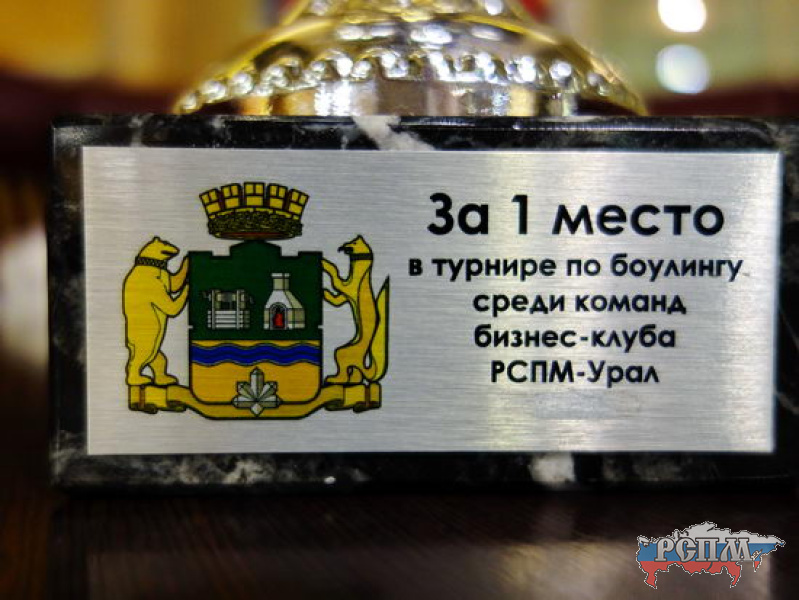 За 1 место
в турнире по боулингу
среди команд
бизнес-клуба
РСПМ-Урал
РСПМ